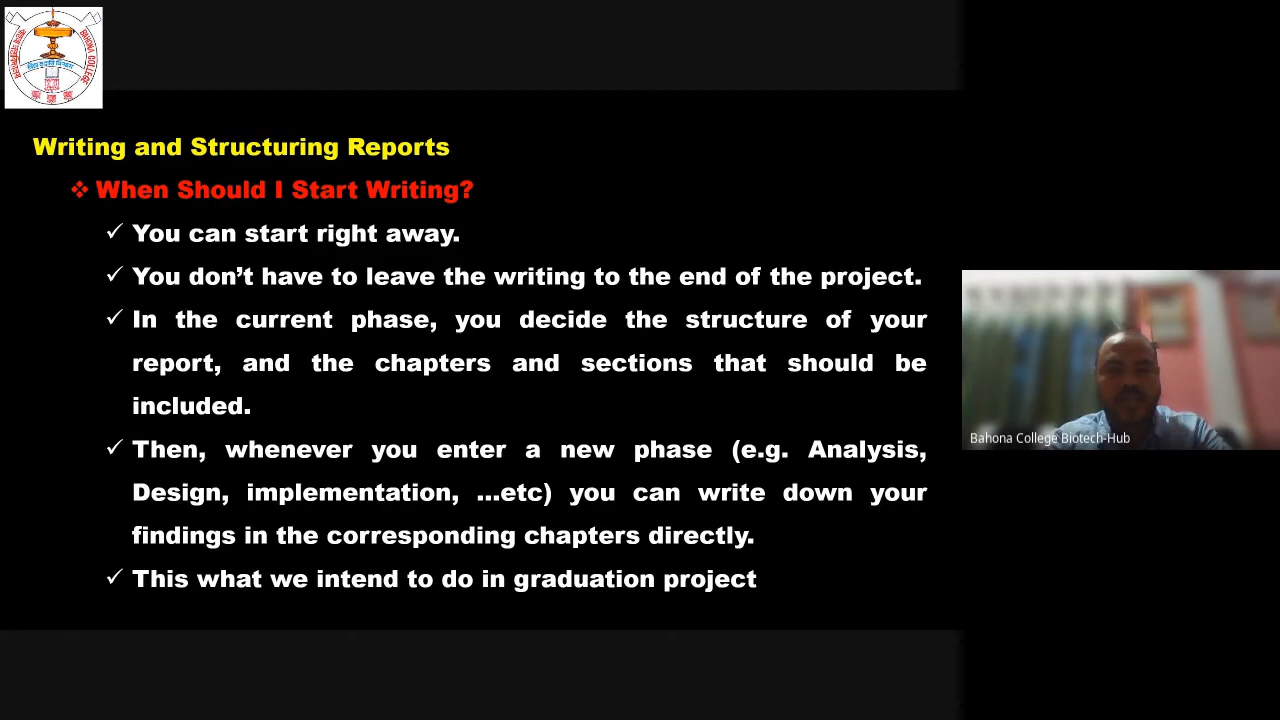 BAHONA COLLEGE
Writing and Structuring Reports
❖ When Should I Start Writing?
✓ You can start right away.
✓ You don’t have to leave the writing to the end of the project.
✓ In the current phase, you decide the structure of your
report, and the chapters and sections that should be
included.
✓ Then, whenever you enter a new phase (e.g. Analysis,
Design, implementation, …etc) you can write down your
findings in the corresponding chapters directly.
✓ This what we intend to do in graduation project
Bahona College Biotech-Hub